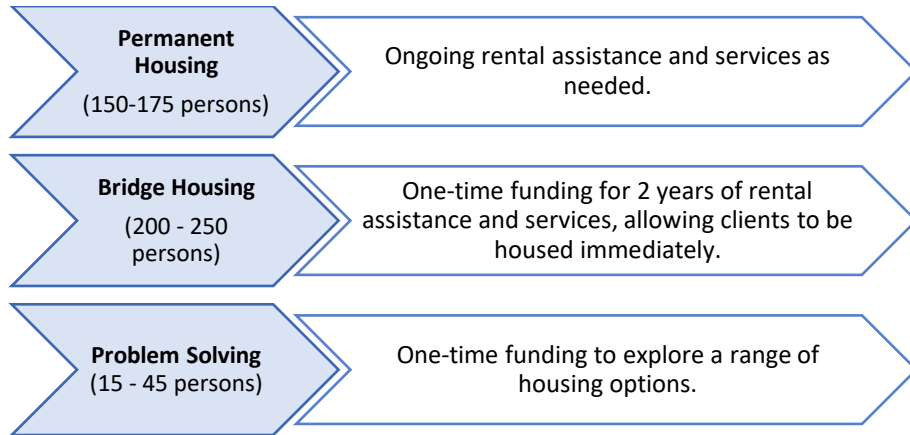 Permanent
Housing
(150-175 persons)
Ongoing rental assistance and services as
needed.
Bridge Housing
(200 - 250
persons)
One-time funding for 2 years of rental
assistance and services, allowing clients to be
housed immediately.
Problem Solving
(15 - 45 persons)
One-time funding to explore a range of
housing options.